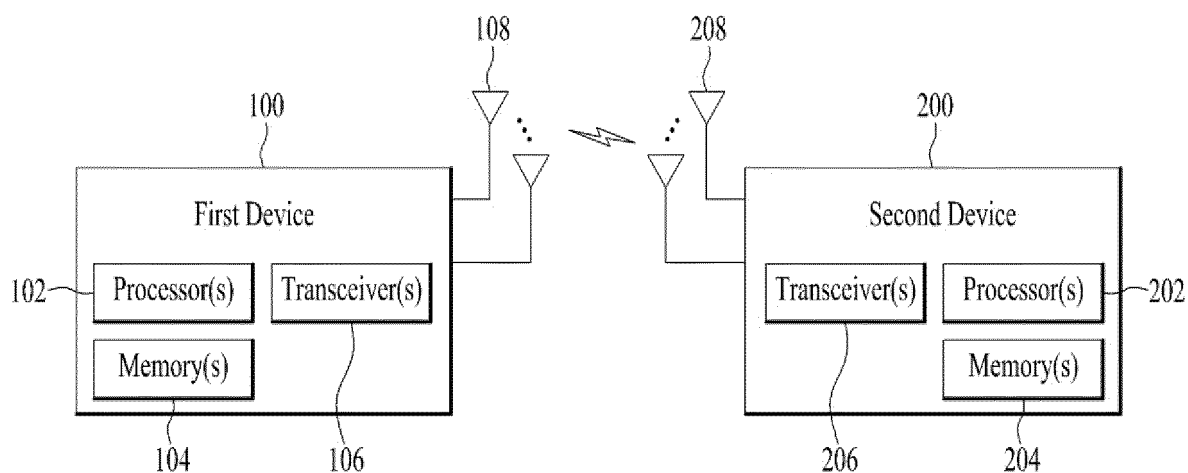 108
208
100
200
First Device
Second Device
102
Processor(s)
Transceiver(s)
Transceiver(s)
Processor(s)
202
Memory(s)
Memory(s)
104
106
206
204